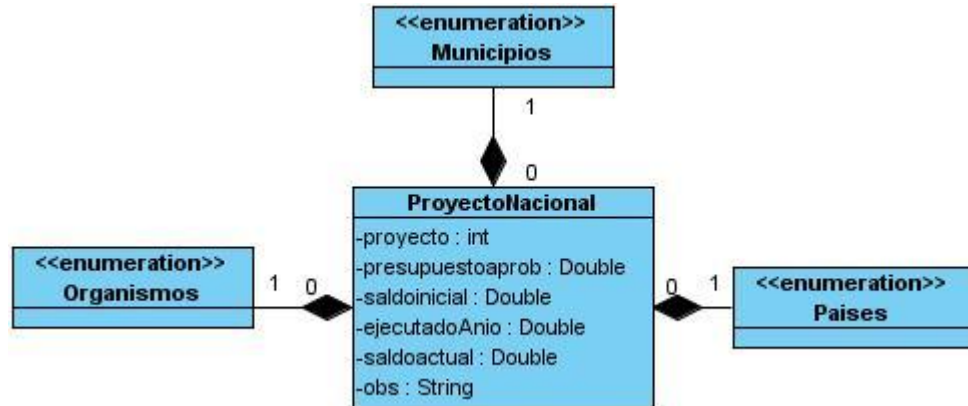 <<enumeration>>
Municipios
1
0
ProyectoNacional
-proyecto : int
-presupuestoaprob : Double
-saldoinicial : Double
-ejecutadoAnio : Double
-saldoactual : Double
-obs : String
<<enumeration>>
Organismos
1
0
0
1
<<enumeration>>
Paises